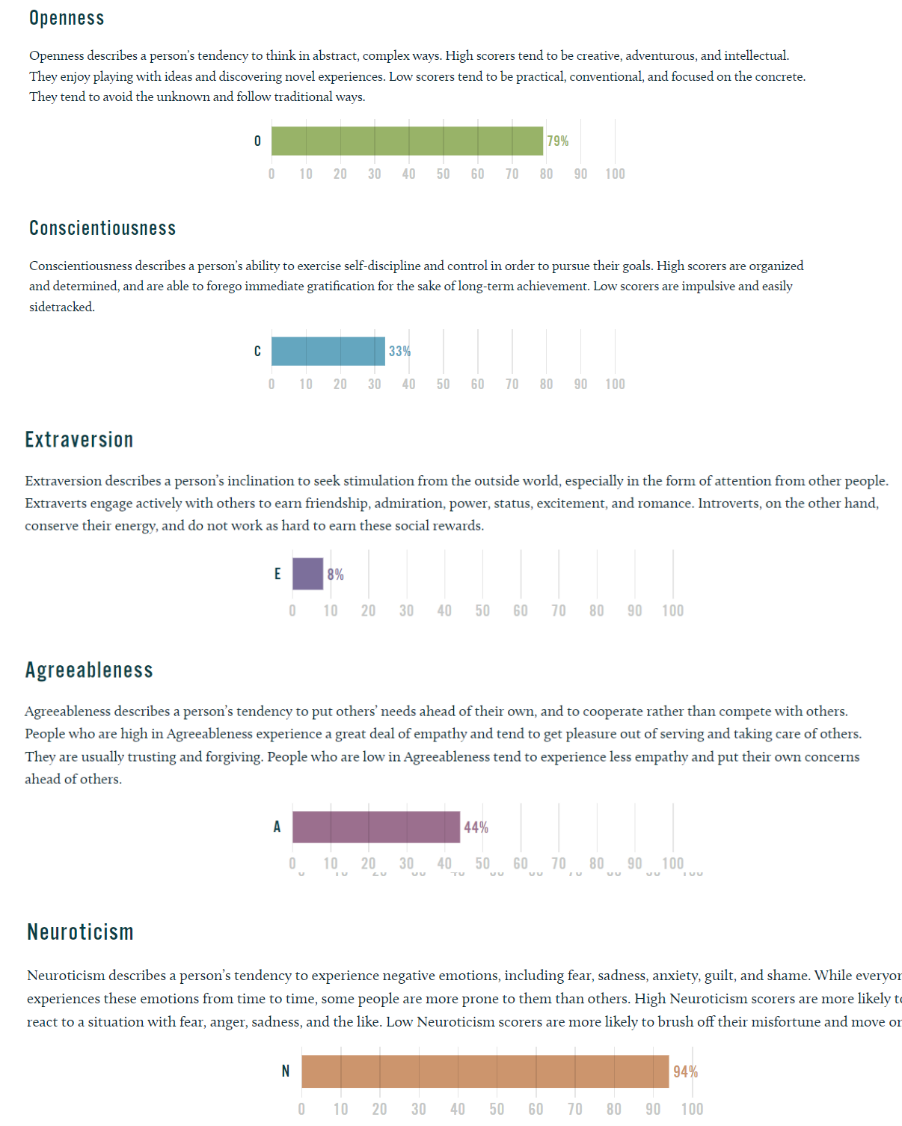 Openness
Openness describes a person's tendency to think in abstract, complex ways. High scorers tend to be creative, adventurous, and intellectual.
They enjoy playing with ideas and discovering novel experiences. Low scorers tend to be practical, conventional, and focused on the concrete.
They tend to avoid the unknown and follow traditional ways.
O 79%
0 10 20 30 40 50 60 70 80 90 100
Conscientiousness
Conscientiousness describes a person's ability to exercise self-discipline and control in order to pursue their goals. High scorers are organized
and determined, and are able to forego immediate gratification for the sake of long-term achievement. Low scorers are impulsive and easily
sidetracked.
C 33%
0 10 20 30 40 50 60 70 80 90 100
Extraversion
Extraversion describes a person's inclination to seek stimulation from the outside world, especially in the form of attention from other people.
Extraverts engage actively with others to earn friendship, admiration, power, status, excitement, and romance. Introverts, on the other hand,
conserve their energy, and do not work as hard to earn these social rewards.
E 8%
0 10 20 30 40 50 60 70 80 90 100
Agreeableness
Agreeableness describes a person's tendency to put others' needs ahead of their own, and to cooperate rather than compete with others.
People who are high in Agreeableness experience a great deal of empathy and tend to get pleasure out of serving and taking care of others.
They are usually trusting and forgiving. People who are low in Agreeableness tend to experience less empathy and put their own concerns
ahead of others.
A 44%
0 10 20 30 40 50 60 70 80 90 100
Neuroticism
Neuroticism describes a person's tendency to experience negative emotions, including fear, sadness, anxiety, guilt, and shame. While
experiences these emotions from time to time, some people are more prone to them than others. High Neuroticism scorers are more likely
react to a situation with fear, anger, sadness, and the like. Low Neuroticism scorers are more likely to brush off their misfortune and move
N 94%
0 10 20 30 40 50 60 70 80 90 100